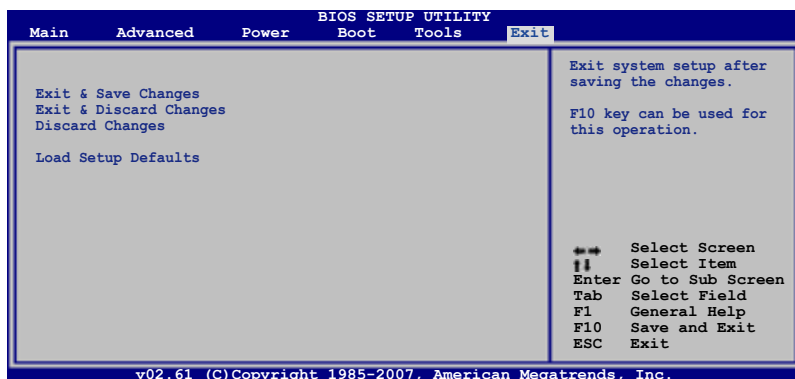 BIOS SETUP UTILITY
Main Advanced Power Boot Tools Exit
Exit & Save Changes
Exit & Discard Changes
Discard Changes
Load Setup Defaults
Exit system setup after
saving the changes.
F10 key can be used for
this operation.
←→ Select Screen
↑↓ Select Item
Enter Go to Sub Screen
Tab Select Field
F1 General Help
F10 Save and Exit
ESC Exit
v02.61 (C)Copyright 1985-2007, American Megatrends, Inc.